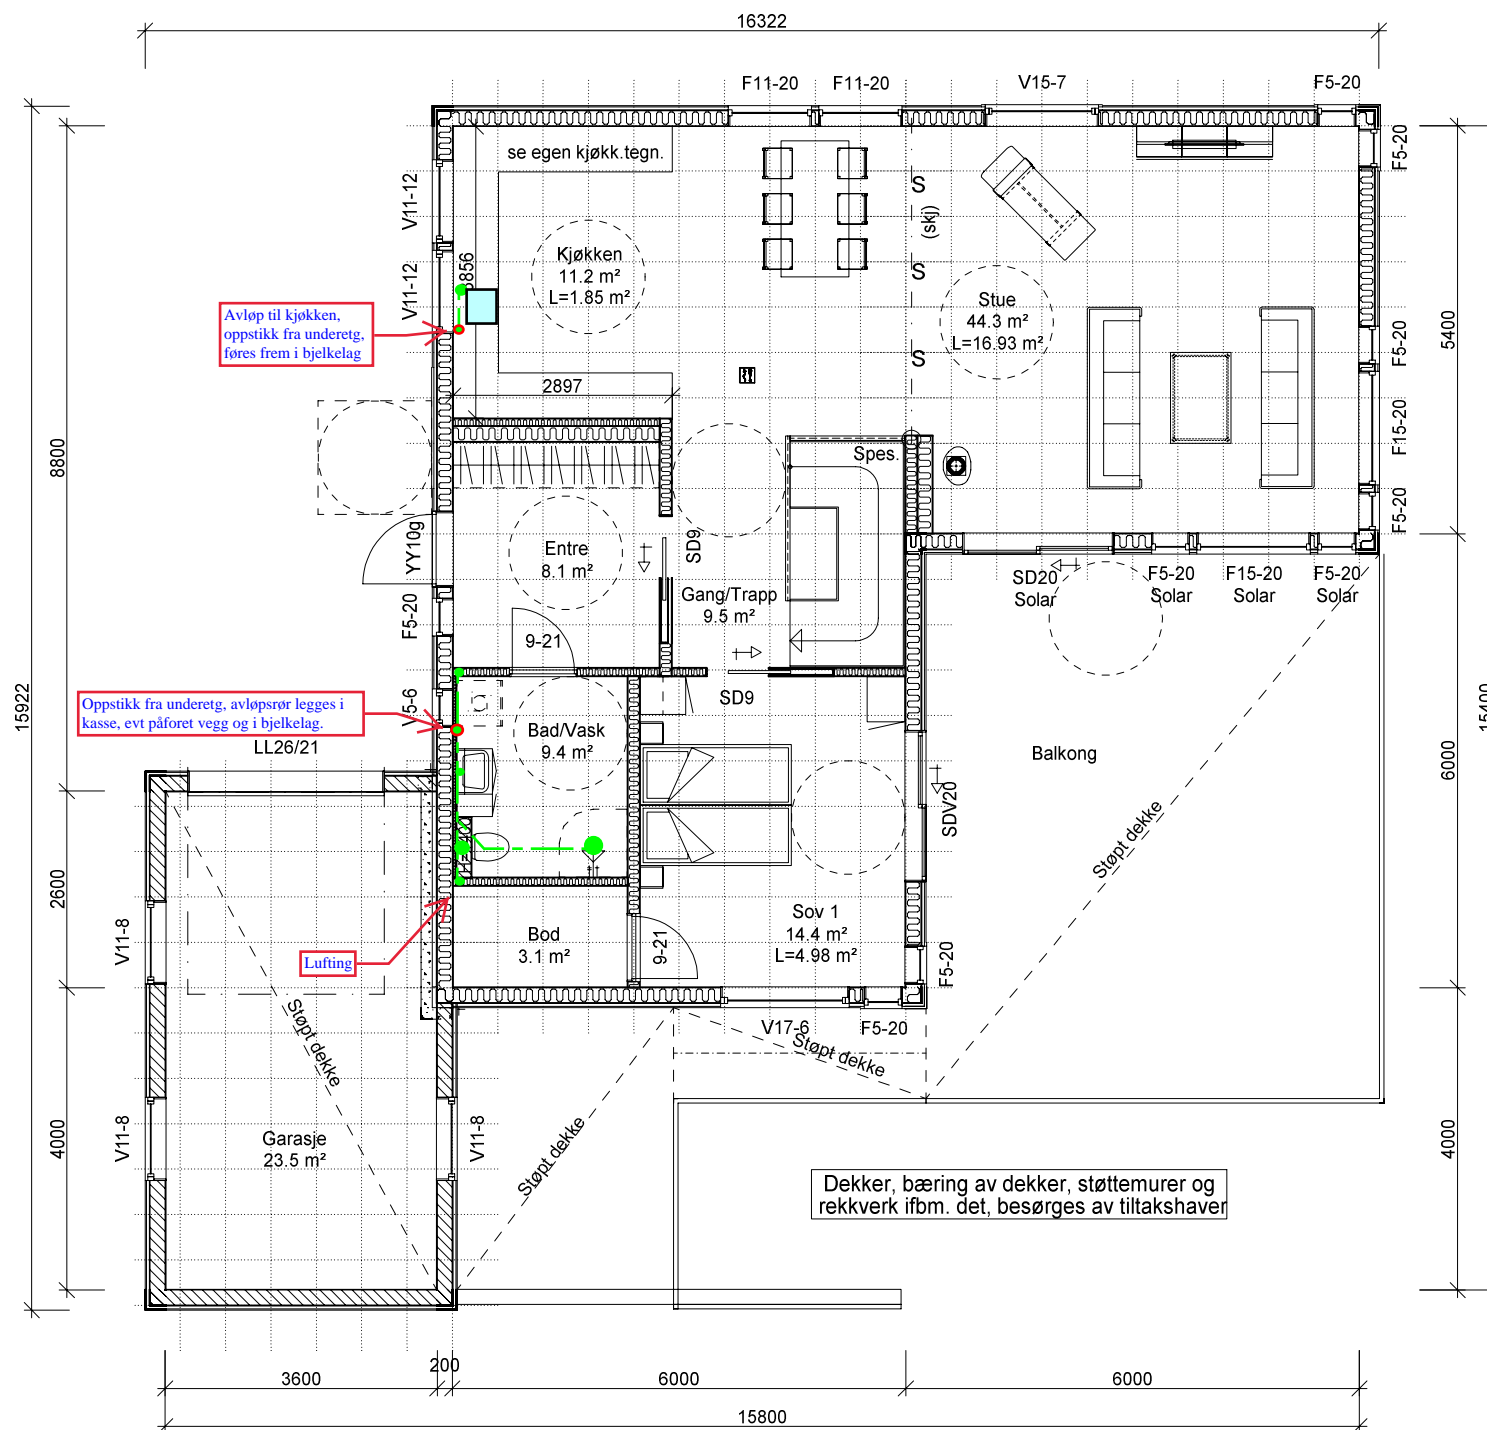 16322
F11-20
F11-20
V15-7
F5-20
se egen kjøkk.tegn.
F5-20
V11-12
S
(skj)
Kjøkken
11.2 m²
L=1.85 m²
V11-12
S
Stue
44.3 m²
L=16.93 m²
Avløp til kjøkken,
oppstikk fra underetg,
føres frem i bjelkelag
S
F5-20
5400
2897
F15-20
8800
Spes.
F5-20
YY10g
Entre
8.1 m²
SD9
SD20
Solar
F5-20
Solar
F15-20
Solar
F5-20
Solar
F5-20
Gang/Trapp
9.5 m²
9-21
15922
Oppstikk fra underetg, avløpsrør legges i
kasse, evt påforet vegg og i bjelkelag.
V5-6
SD9
15400
LL26/21
Bad/Vask
9.4 m²
Balkong
6000
SDV20
Støpt dekke
2600
V11-8
Lufting
Bod
3.1 m²
9-21
Sov 1
14.4 m²
L=4.98 m²
F5-20
Støpt dekke
V17-6
F5-20
Støpt dekke
4000
V11-8
Garasje
23.5 m²
V11-8
Støpt dekke
4000
Dekker, bæring av dekker, støttemurer og
rekkverk ifbm. det, besørges av tiltakshaver
3600
200
6000
6000
15800